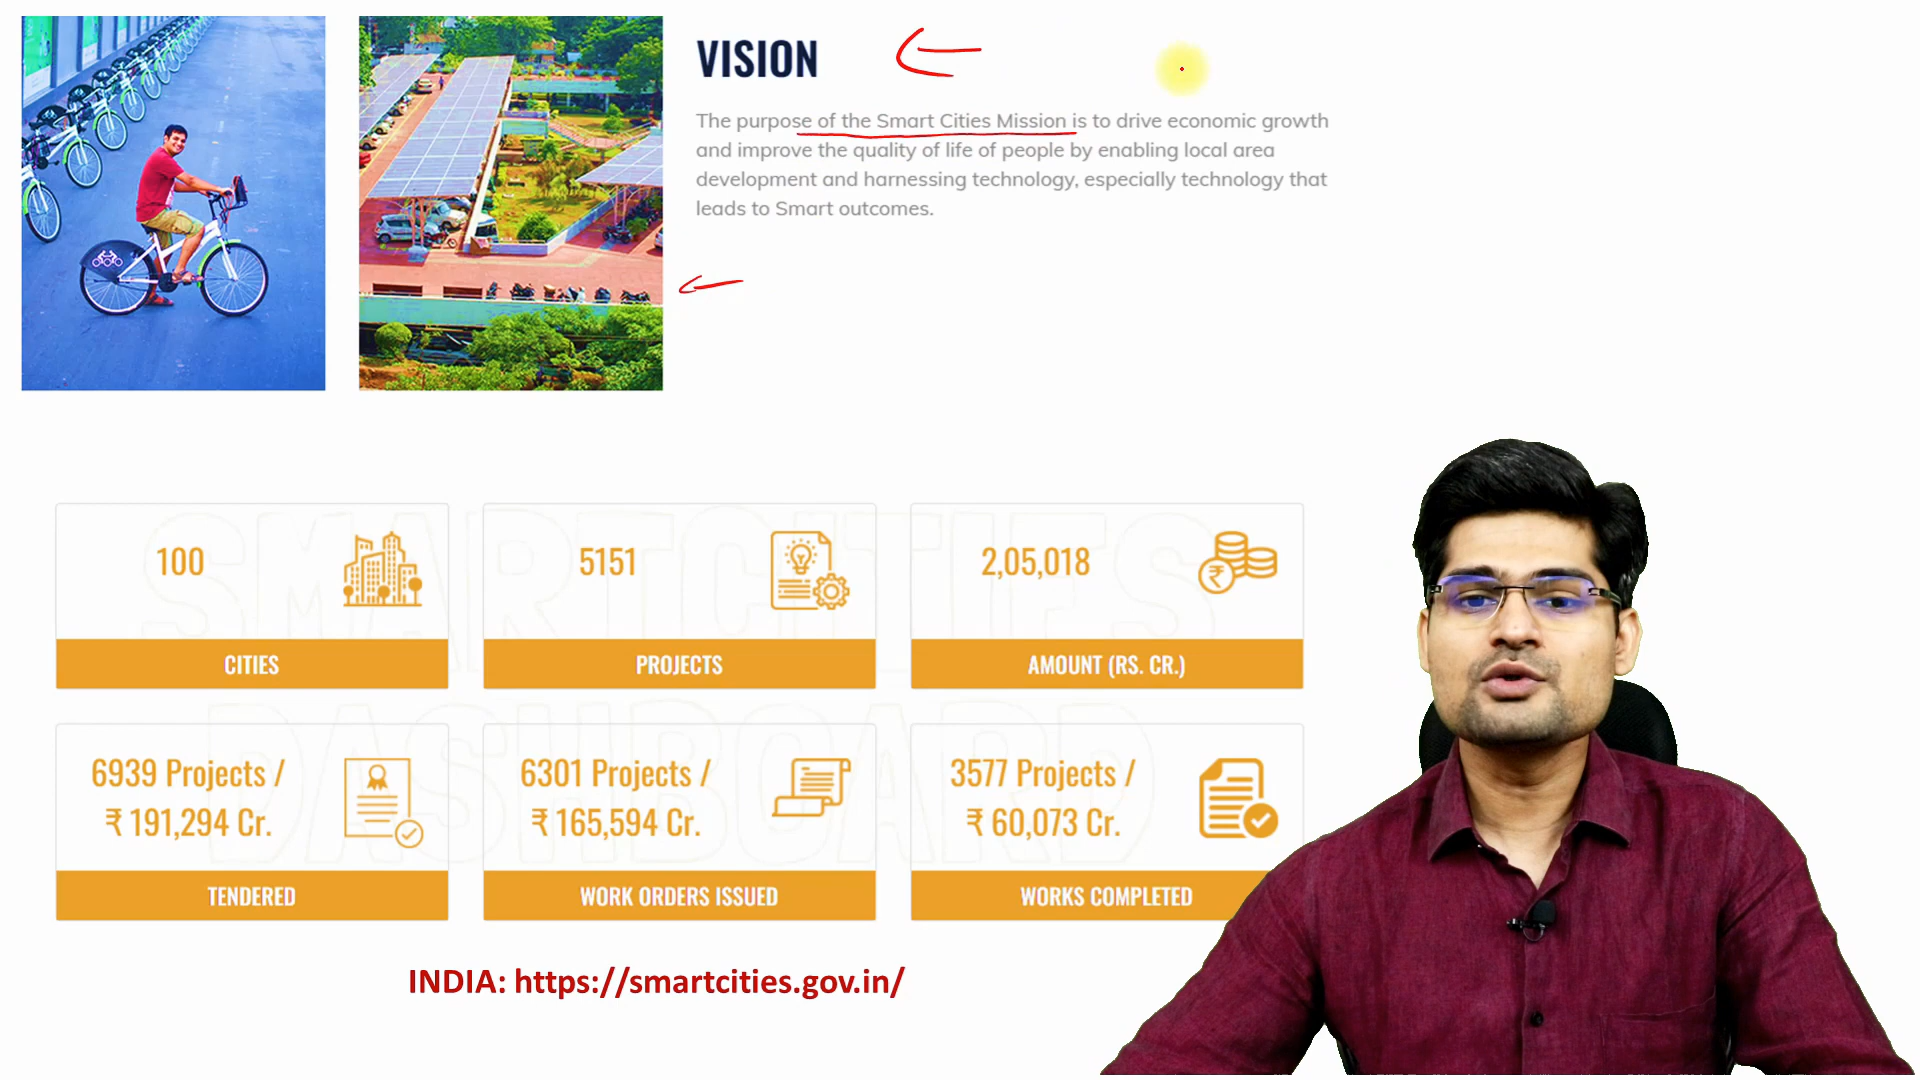 VISION
The purpose of the Smart Cities Mission is to drive economic growth
and improve the quality of life of people by enabling local area
development and harnessing technology, especially technology that
leads to Smart outcomes.
SMARTCITIES
DASHBOARD
100
CITIES
5151
PROJECTS
2,05,018
AMOUNT (RS. CR.)
6939 Projects /
₹ 191,294 Cr.
TENDERED
6301 Projects /
₹ 165,594 Cr.
WORK ORDERS ISSUED
3577 Projects /
₹ 60,073 Cr.
WORKS COMPLETED
INDIA: https://smartcities.gov.in/